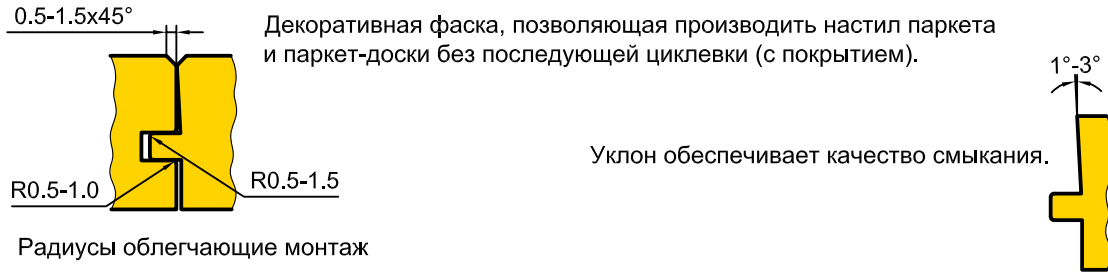 0.5-1.5x45°
Декоративная фаска, позволяющая производить настил паркета
и паркет-доски без последующей циклевки (с покрытием).
1°-3°
Уклон обеспечивает качество смыкания.
R0.5-1.0
R0.5-1.5
Радиусы облегчающие монтаж